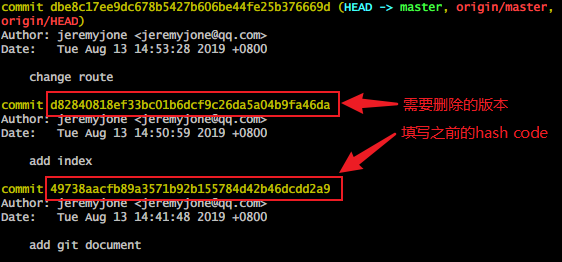 commit dbe8c17ee9dc678b5427b606be44fe25b376669d (HEAD -> master, origin/master,
origin/HEAD)
Author: jeremyjone <jeremyjone@qq.com>
Date:   Tue Aug 13 14:53:28 2019 +0800
change route
commit d82840818ef33bc01b6dcf9c26da5a04b9fa46da
需要删除的版本
Author: jeremyjone <jeremyjone@qq.com>
Date:   Tue Aug 13 14:50:59 2019 +0800
填写之前的hash code
add index
commit 49738aacfb89a3571b92b155784d42b46dcdd2a9
Author: jeremyjone <jeremyjone@qq.com>
Date:   Tue Aug 13 14:41:48 2019 +0800
add git document